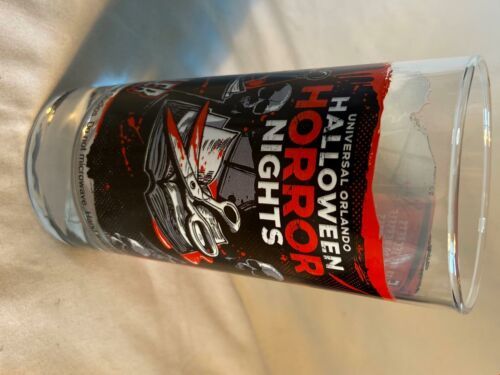 UNIVERSAL ORLANDO
HALLOWEEN
HORROR
NIGHTS
microwave.